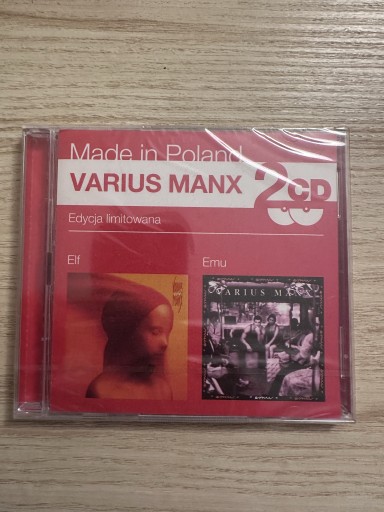 Made in Poland
VARIUS MANX
2CD
Edycja limitowana
Elf
Emu
VARIUS MANX